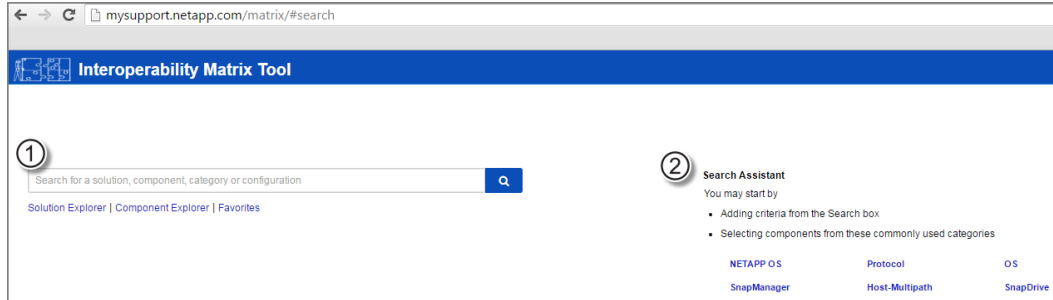 mysupport.netapp.com/matrix/#search
Interoperability Matrix Tool
1
Search for a solution, component, category or configuration
Solution Explorer | Component Explorer | Favorites
2
Search Assistant
You may start by
Adding criteria from the Search box
Selecting components from these commonly used categories
NETAPP OS Protocol OS
SnapManager Host-Multipath SnapDrive